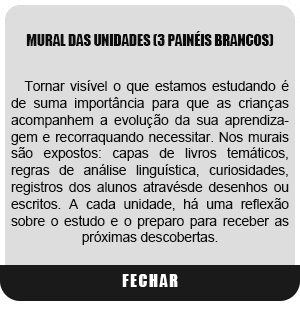 MURAL DAS UNIDADES (3 PAINÉIS BRANCOS)
Tornar visível o que estamos estudando é
de suma importância para que as crianças
acompanhem a evolução da sua aprendiza-
gem e recorraquando necessitar. Nos murais
são expostos: capas de livros temáticos,
regras de análise linguística, curiosidades,
registros dos alunos atravésde desenhos ou
escritos. A cada unidade, há uma reflexão
sobre o estudo e o preparo para receber as
próximas descobertas.
FECHAR